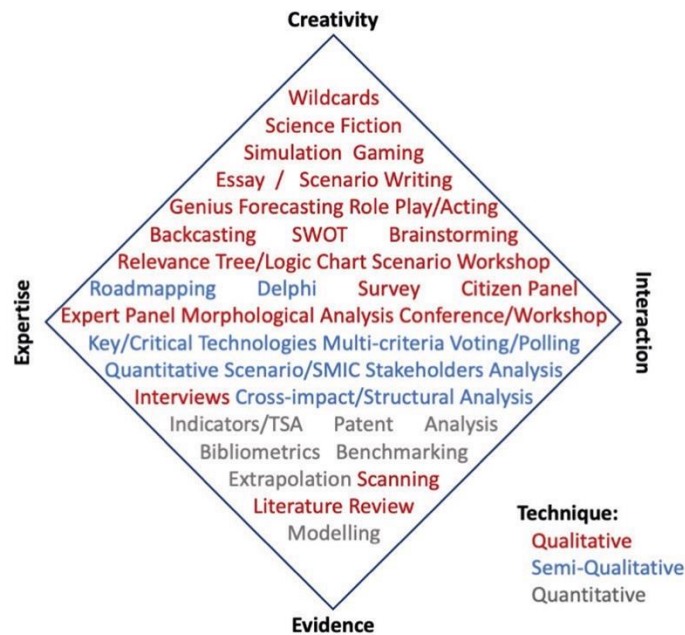 Creativity
Wildcards
Science Fiction
Simulation Gaming
Essay / Scenario Writing
Genius Forecasting Role Play/Acting
Backcasting SWOT Brainstorming
Relevance Tree/Logic Chart Scenario Workshop
Roadmapping Delphi Survey Citizen Panel
Expert Panel Morphological Analysis Conference/Workshop
Key/Critical Technologies Multi-criteria Voting/Polling
Quantitative Scenario/SMIC Stakeholders Analysis
Interviews Cross-impact/Structural Analysis
Indicators/TSA Patent Analysis
Bibliometrics Benchmarking
Extrapolation Scanning
Literature Review
Modelling
Evidence
Expertise
Interaction
Technique:
Qualitative
Semi-Qualitative
Quantitative